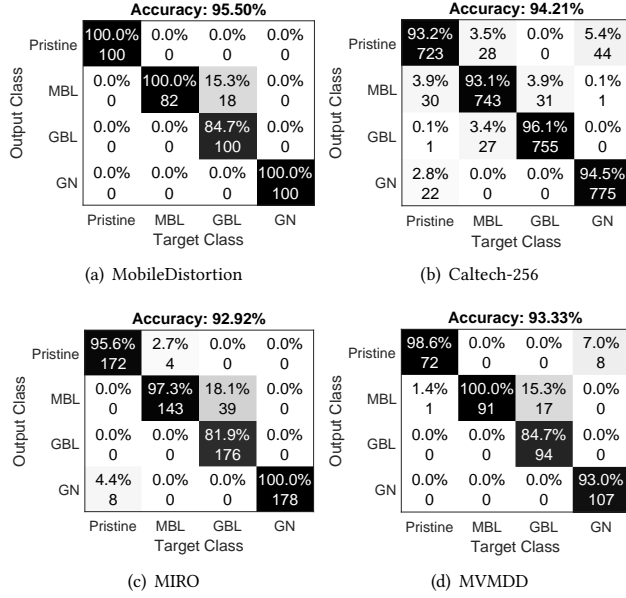 Accuracy: 95.50%
Pristine 100.0% 0.0% 0.0% 0.0%
100 0 0 0
MBL 0.0% 100.0% 15.3% 0.0%
0 82 18 0
GBL 0.0% 0.0% 84.7% 0.0%
0 0 100 0
GN 0.0% 0.0% 0.0% 100.0%
0 0 0 100
Output Class
Pristine MBL GBL GN
Target Class
(a) MobileDistortion
Accuracy: 94.21%
Pristine 93.2% 3.5% 0.0% 5.4%
723 28 0 44
MBL 3.9% 93.1% 3.9% 0.1%
30 743 31 1
GBL 0.1% 3.4% 96.1% 0.0%
1 27 755 0
GN 2.8% 0.0% 0.0% 94.5%
22 0 0 775
Output Class
Pristine MBL GBL GN
Target Class
(b) Caltech-256
Accuracy: 92.92%
Pristine 95.6% 2.7% 0.0% 0.0%
172 4 0 0
MBL 0.0% 97.3% 18.1% 0.0%
0 143 39 0
GBL 0.0% 0.0% 81.9% 0.0%
0 0 176 0
GN 4.4% 0.0% 0.0% 100.0%
8 0 0 178
Output Class
Pristine MBL GBL GN
Target Class
(c) MIRO
Accuracy: 93.33%
Pristine 98.6% 0.0% 0.0% 7.0%
72 0 0 8
MBL 1.4% 100.0% 15.3% 0.0%
1 91 17 0
GBL 0.0% 0.0% 84.7% 0.0%
0 0 94 0
GN 0.0% 0.0% 0.0% 93.0%
0 0 0 107
Output Class
Pristine MBL GBL GN
Target Class
(d) MVMDD